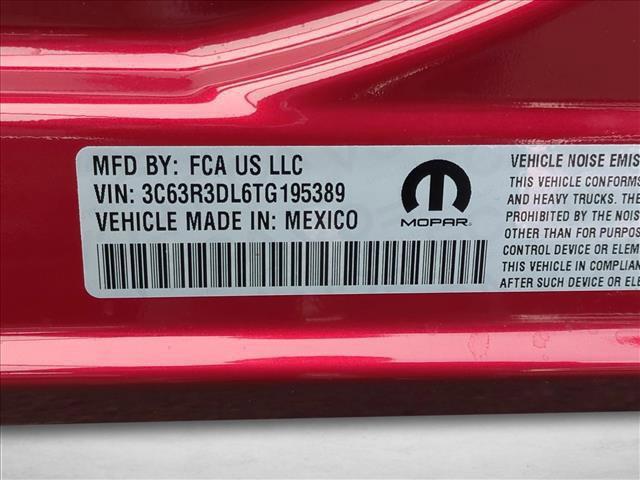 MFD BY: FCA US LLC
VIN: 3C63R3DL6TG195389
VEHICLE MADE IN: MEXICO
MOPAR
VEHICLE NOISE EMIS
THIS VEHICLE CONFORMS
AND HEAVY TRUCKS. THE
PROHIBITED BY THE NOIS
OTHER THAN FOR PURPOS
CONTROL DEVICE OR ELEM
THIS VEHICLE IN COMPLIAN
AFTER SUCH DEVICE OR ELE